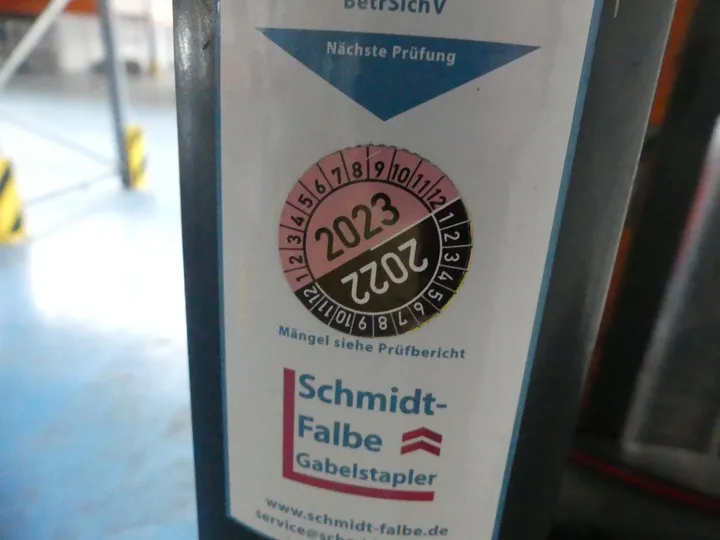 BetrSichV
Nächste Prüfung
1 2 3 4 5 6 7 8 9 10 11 12
2023
2022
1 2 3 4 5 6 7 8 9 10 11 12
Mängel siehe Prüfbericht
Schmidt-
Falbe
Gabelstapler
www.schmidt-falbe.de